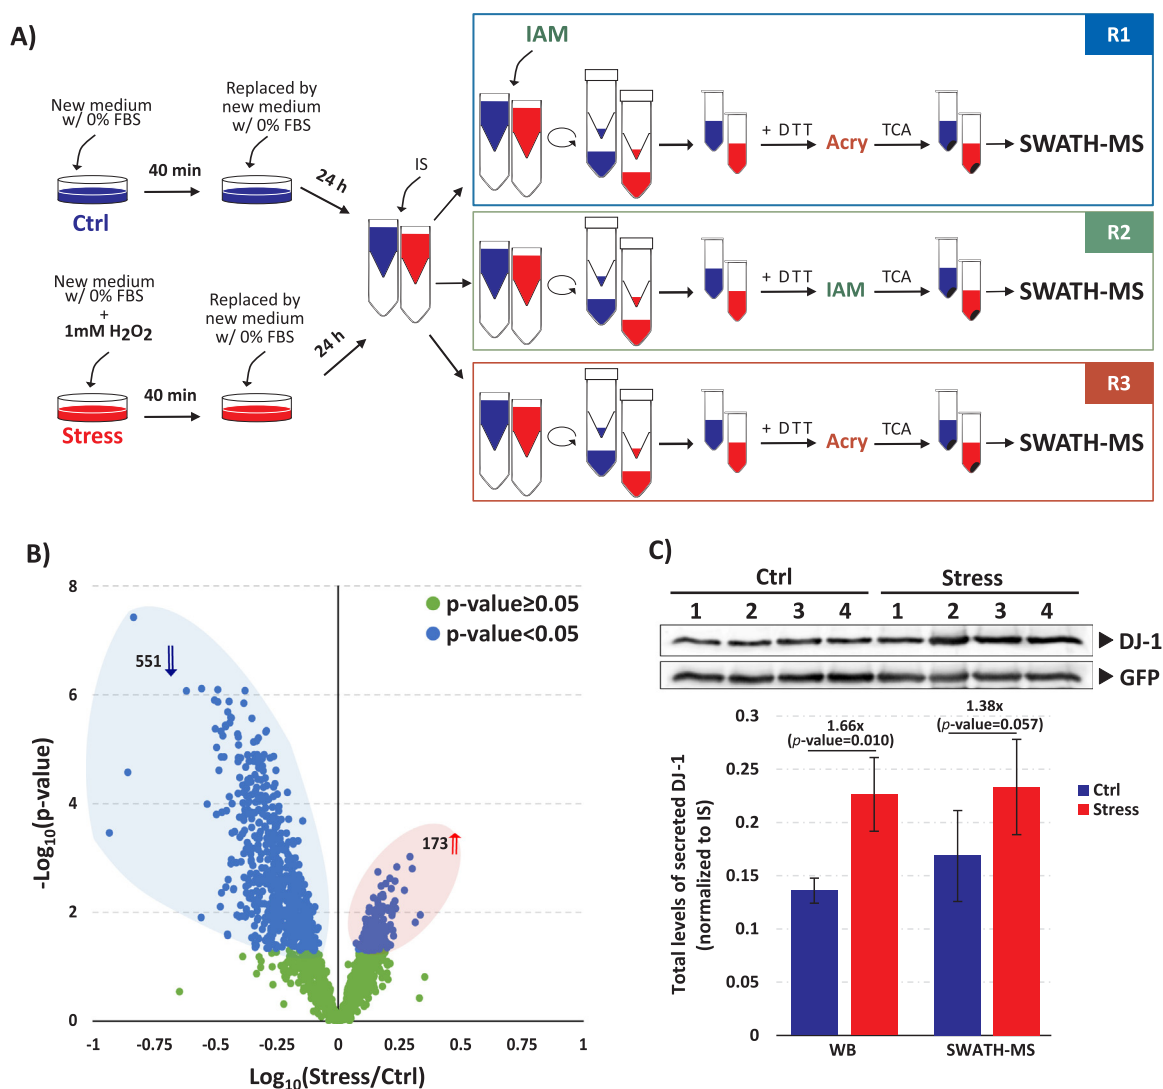 A)
New medium
w/ 0% FBS
40 min
Replaced by
new medium
w/ 0% FBS
24 h
Ctrl
New medium
w/ 0% FBS
+
1mM H2O2
40 min
Replaced by
new medium
w/ 0% FBS
24 h
Stress
IS
R1
IAM
+ DTT
Acry
TCA
SWATH-MS
R2
+ DTT
IAM
TCA
SWATH-MS
R3
+ DTT
Acry
TCA
SWATH-MS
B)
8
6
4
2
0
-Log10(p-value)
-1 -0.75 -0.5 -0.25 0 0.25 0.5 0.75 1
Log10(Stress/Ctrl)
p-value≥0.05
p-value<0.05
551
173
C)
Ctrl Stress
1 2 3 4 1 2 3 4
DJ-1
GFP
0.3
0.25
0.2
0.15
0.1
0.05
0
Total levels of secreted DJ-1
(normalized to IS)
1.66x
(p-value=0.010)
1.38x
(p-value=0.057)
Ctrl
Stress
WB SWATH-MS